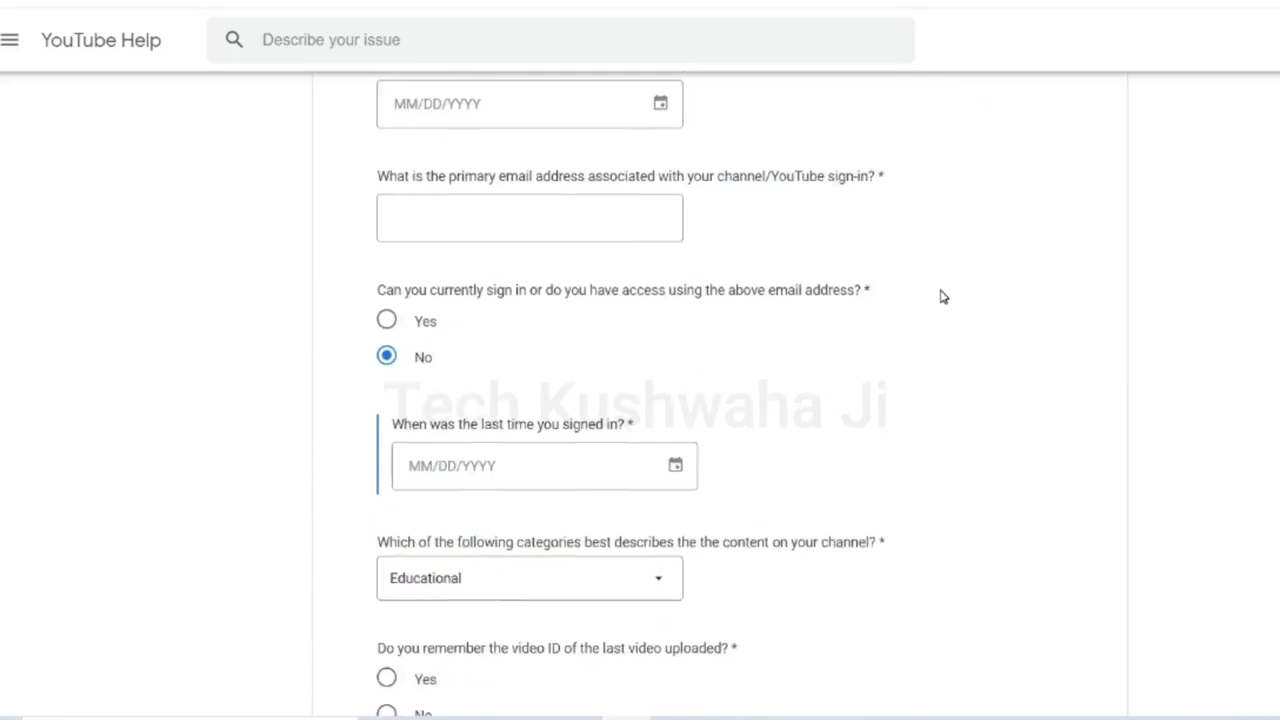 YouTube Help
Describe your issue
MM/DD/YYYY
What is the primary email address associated with your channel/YouTube sign-in? *
Can you currently sign in or do you have access using the above email address? *
Yes
No
Tech Kushwaha Ji
When was the last time you signed in? *
MM/DD/YYYY
Which of the following categories best describes the the content on your channel? *
Educational
Do you remember the video ID of the last video uploaded? *
Yes
No